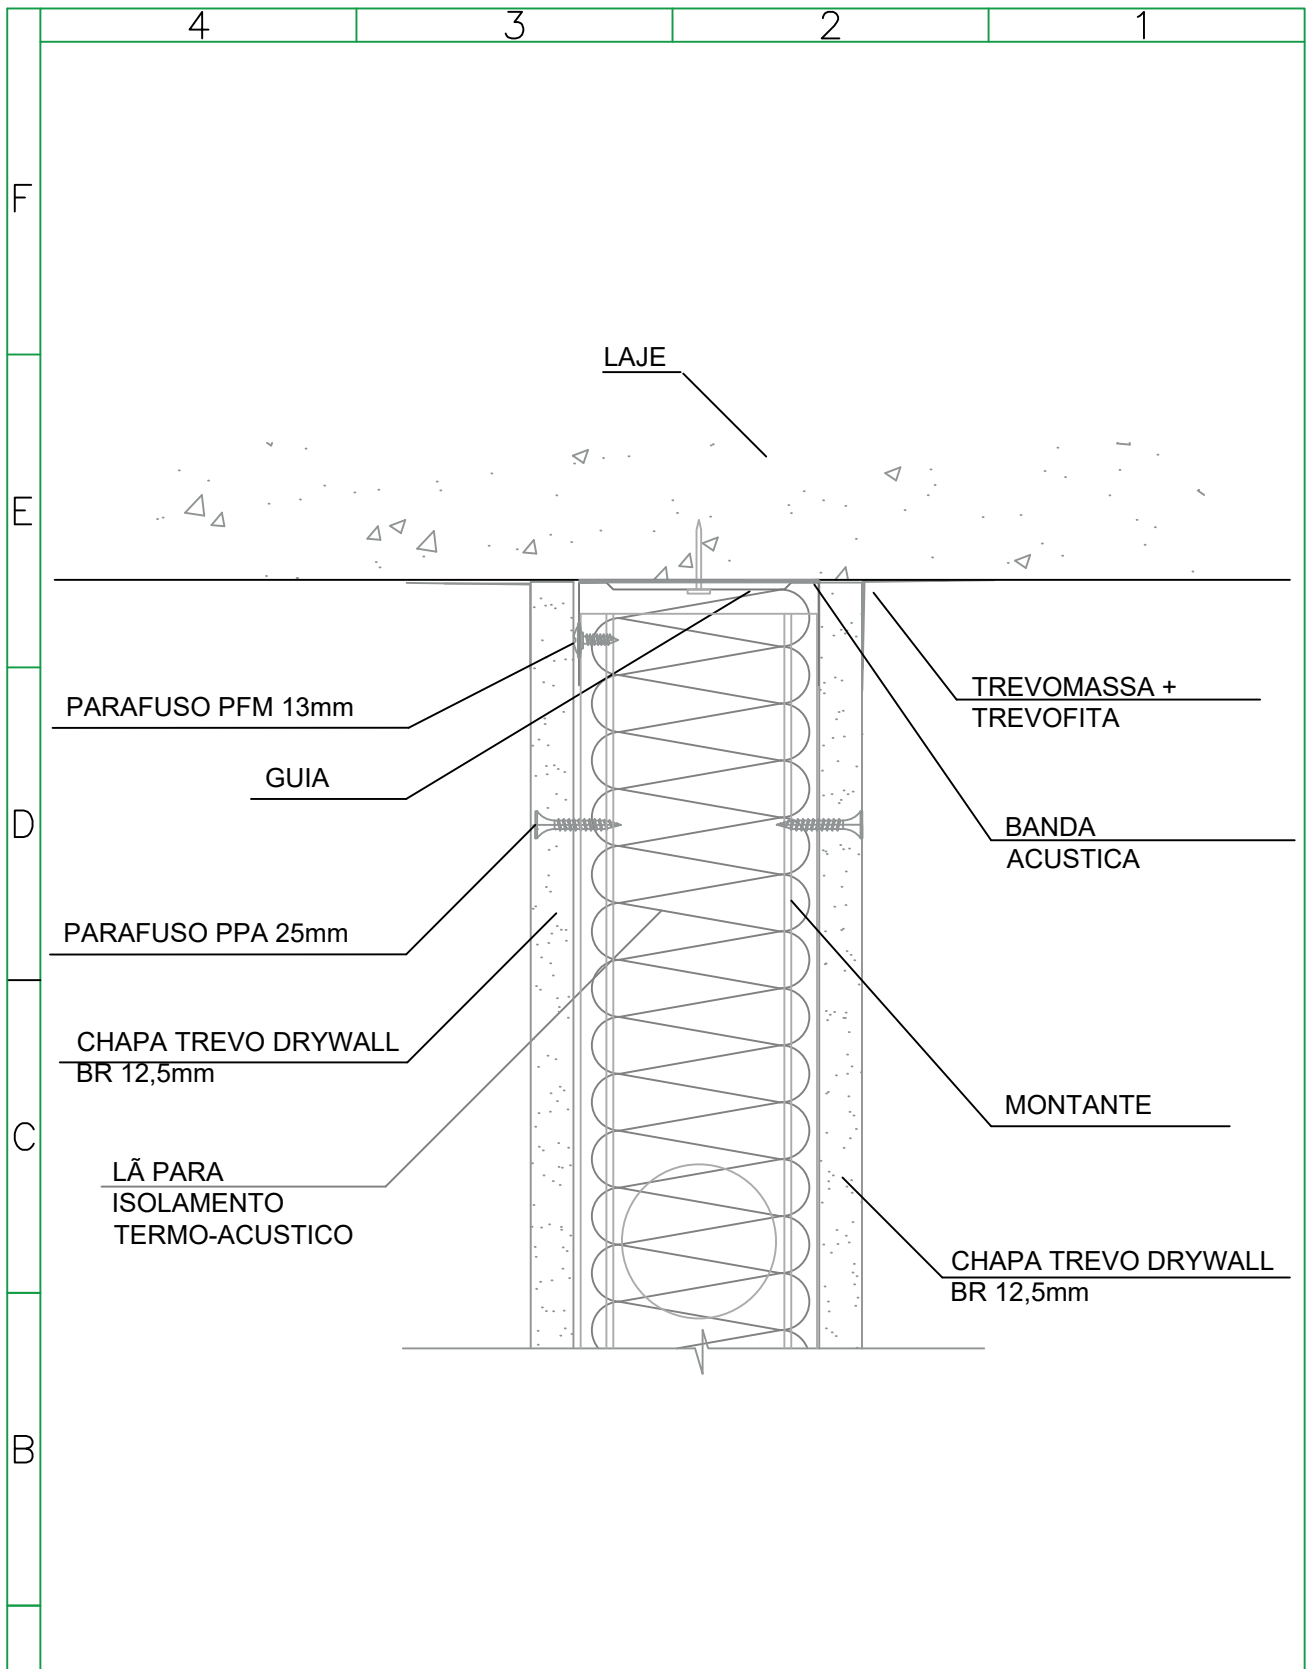 4 3 2 1
F
LAJE
E
PARAFUSO PFM 13mm
TREVOMASSA +
TREVOFITA
GUIA
D
BANDA
ACUSTICA
PARAFUSO PPA 25mm
CHAPA TREVO DRYWALL
BR 12,5mm
MONTANTE
C
LÃ PARA
ISOLAMENTO
TERMO-ACUSTICO
CHAPA TREVO DRYWALL
BR 12,5mm
B